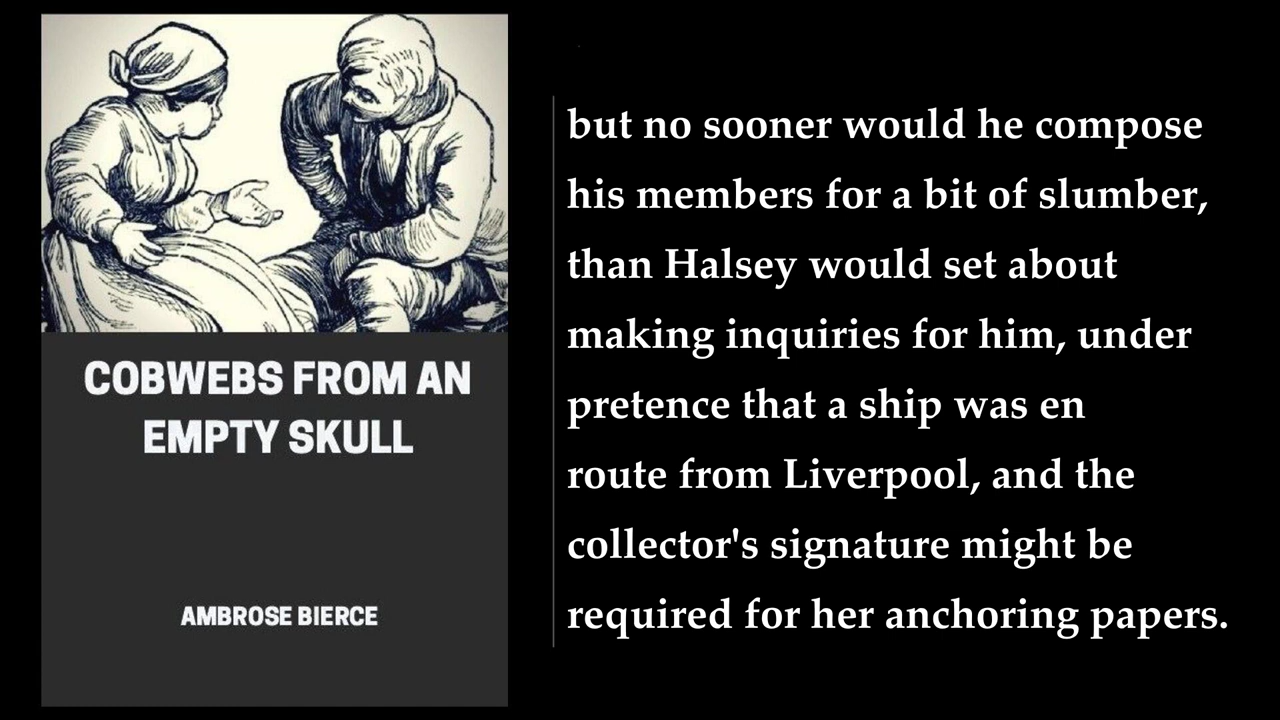 COBWEBS FROM AN
EMPTY SKULL
AMBROSE BIERCE
but no sooner would he compose
his members for a bit of slumber,
than Halsey would set about
making inquiries for him, under
pretence that a ship was en
route from Liverpool, and the
collector's signature might be
required for her anchoring papers.